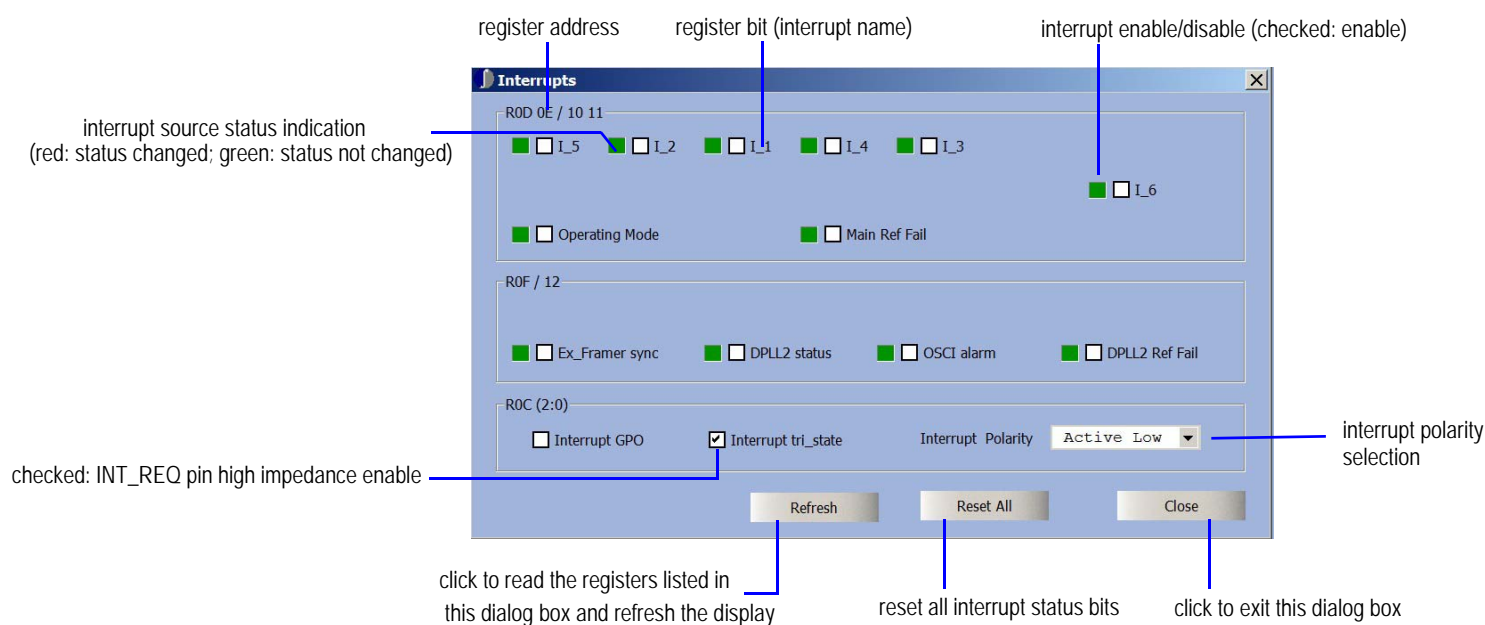 register address
register bit (interrupt name)
interrupt enable/disable (checked: enable)
Interrupts
R0D 0E / 10 11
interrupt source status indication
(red: status changed; green: status not changed)
I_5
I_2
I_1
I_4
I_3
I_6
Operating Mode
Main Ref Fail
R0F / 12
Ex_Framer sync
DPLL2 status
OSCI alarm
DPLL2 Ref Fail
R0C (2:0)
Interrupt GPO
Interrupt tri_state
Interrupt Polarity
Active Low
interrupt polarity
selection
checked: INT_REQ pin high impedance enable
Refresh
Reset All
Close
click to read the registers listed in
this dialog box and refresh the display
reset all interrupt status bits
click to exit this dialog box